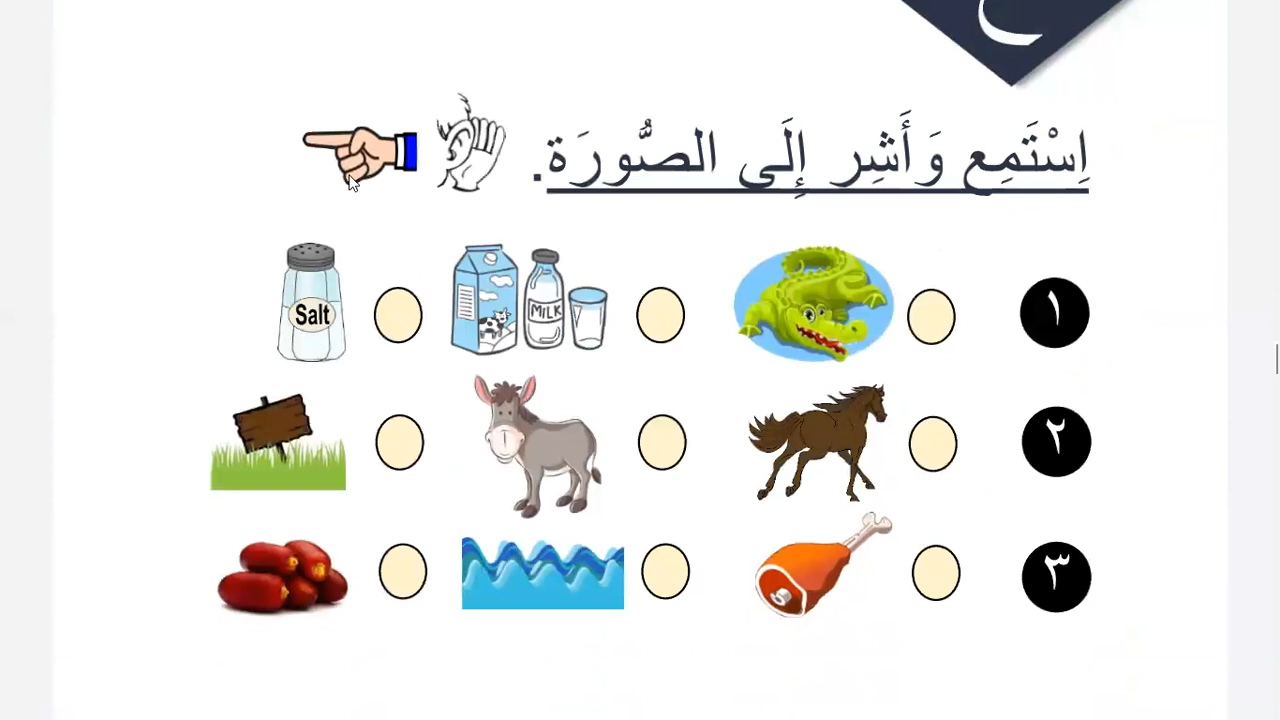 اِسْتَمِع وَأَشِر إِلَى الصُّورَة.
١
MILK
Salt
٢
٣